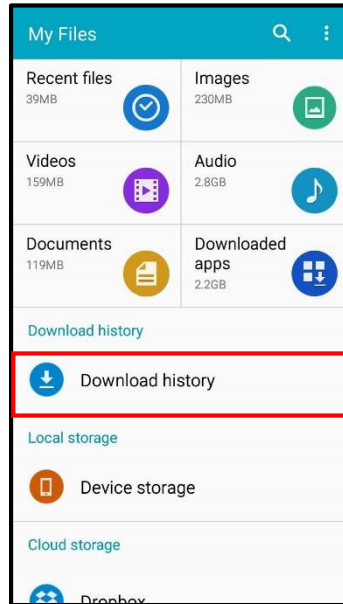 My Files
Recent files
39MB
Images
230MB
Videos
159MB
Audio
2.8GB
Documents
119MB
Downloaded
apps
2.2GB
Download history
Download history
Local storage
Device storage
Cloud storage
Dropbox